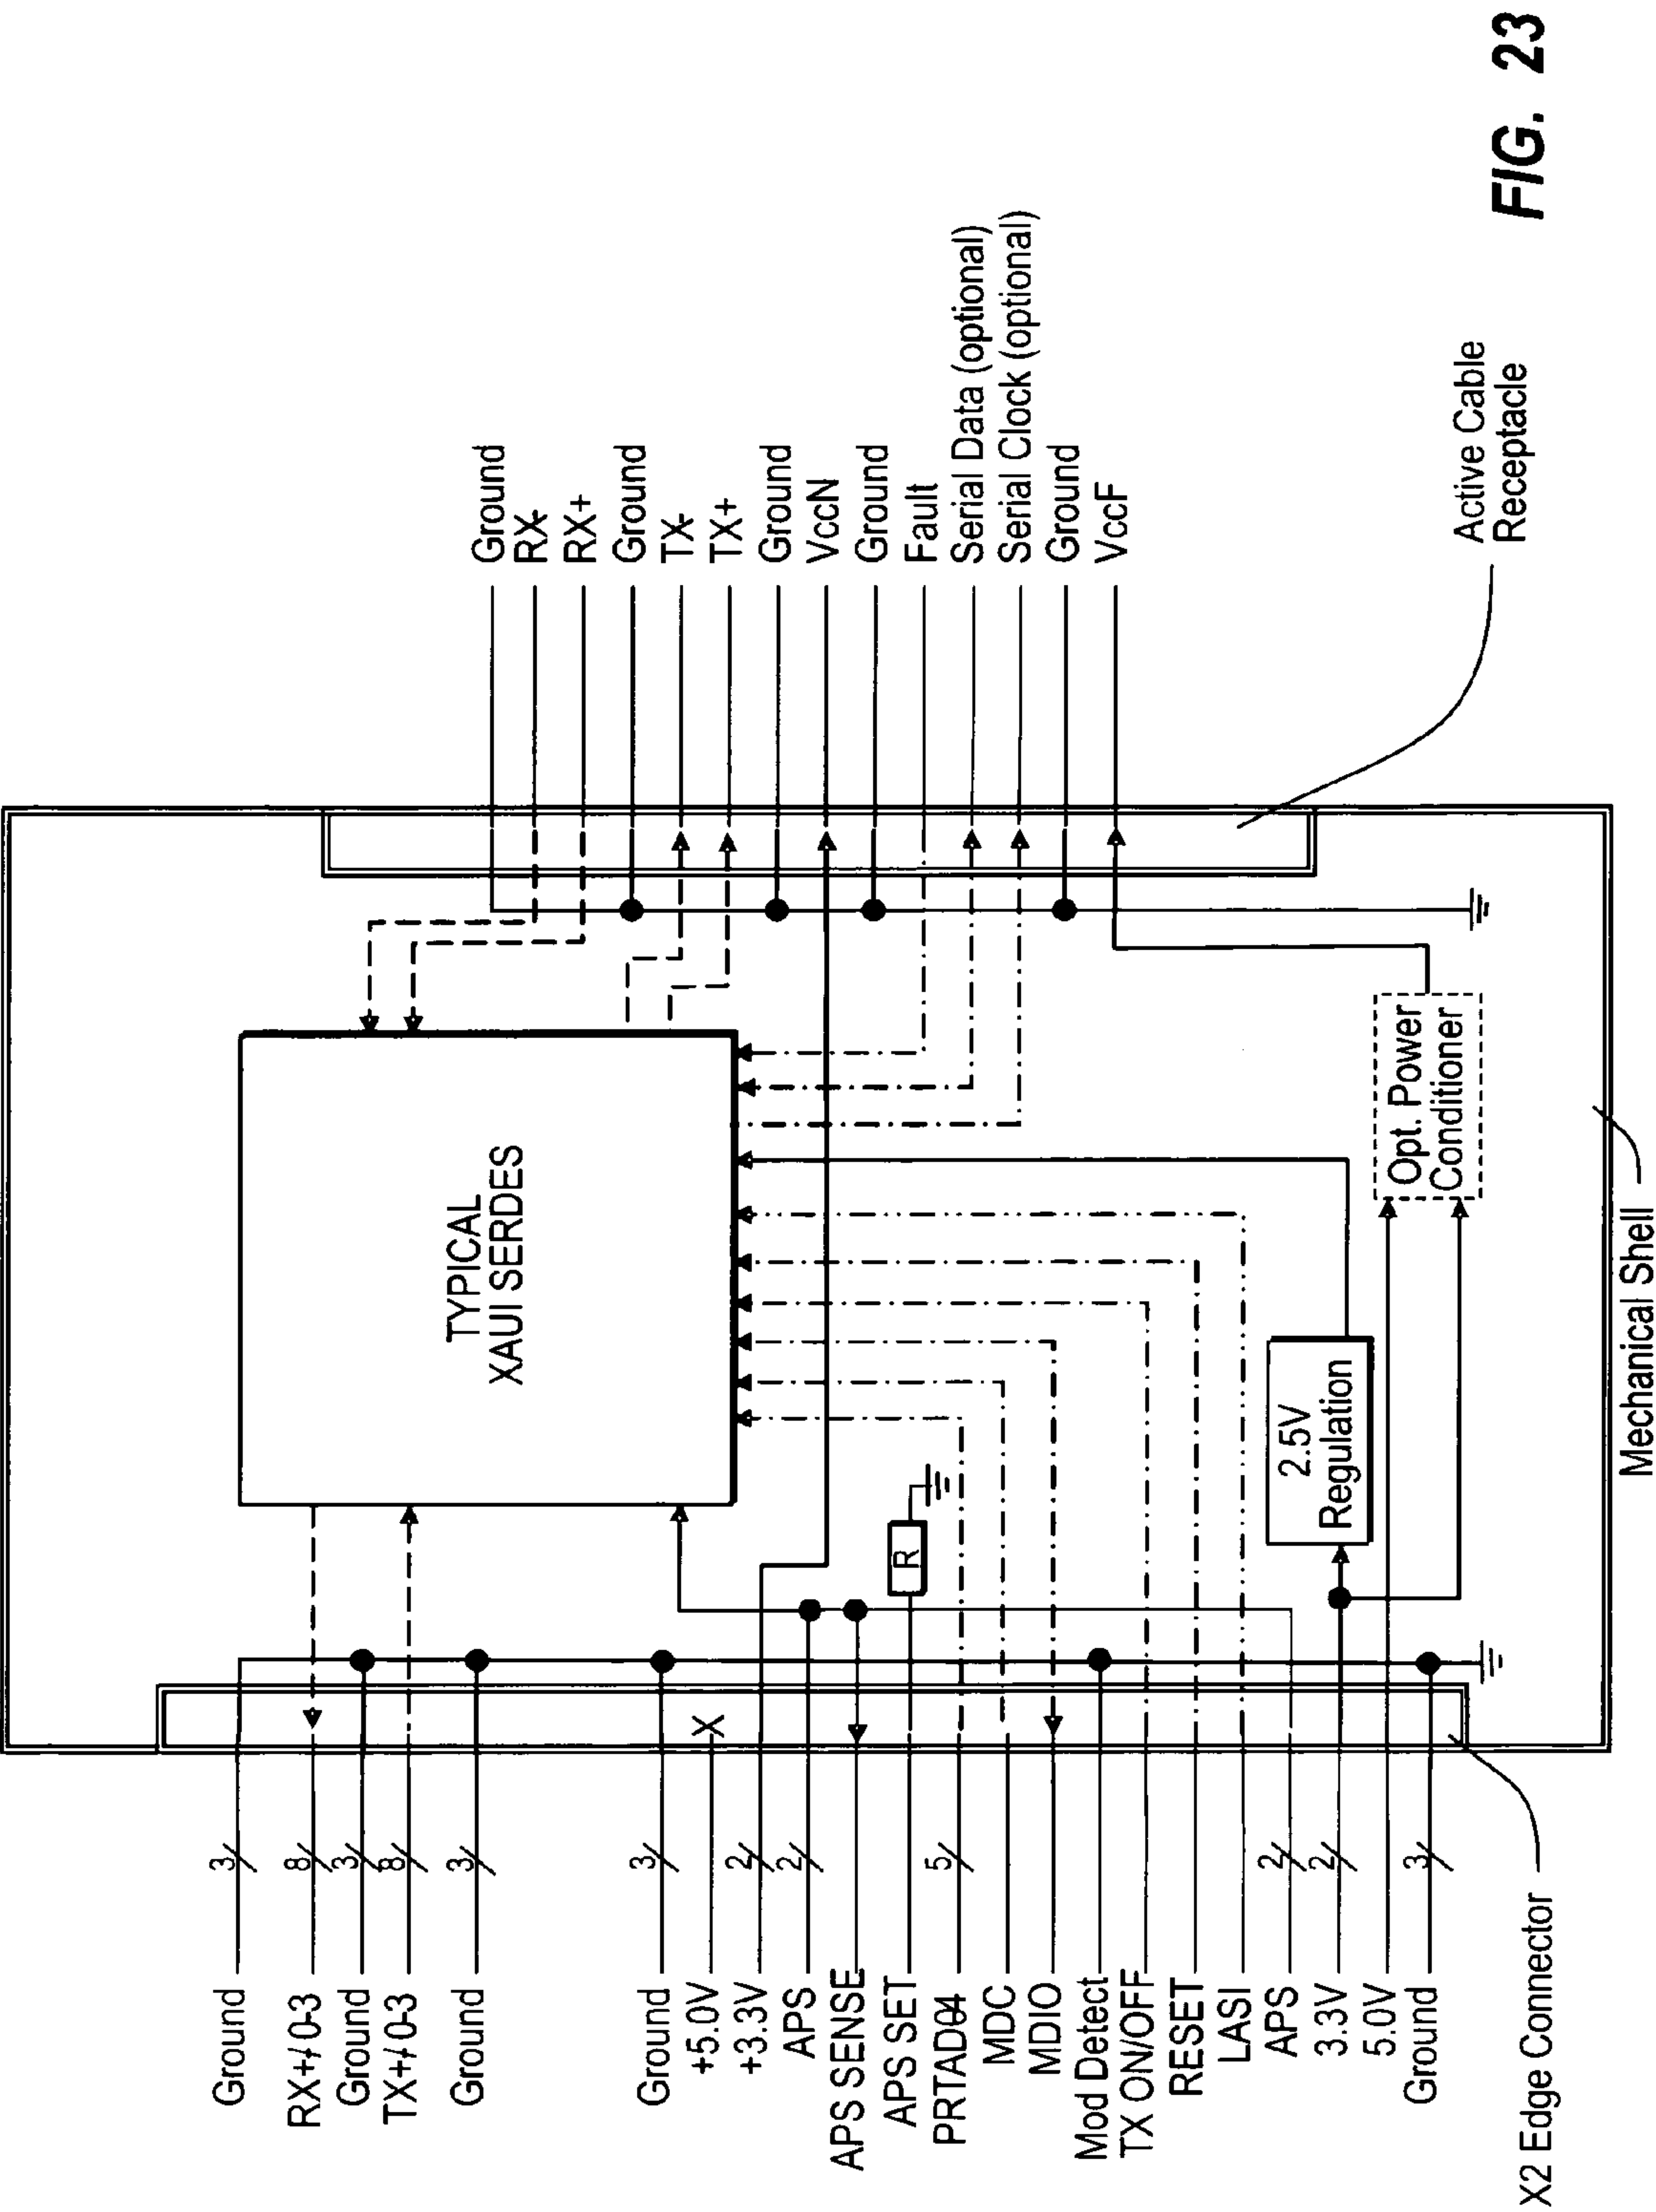 Ground
RX+/ 0-3
Ground
TX+/ 0-3
Ground
Ground
+5.0V
+3.3V
APS
APS SENSE
APS SET
PRTAD04
MDC
MDIO
Mod Detect
TX ON/OFF
RESET
LASI
APS
3.3V
5.0V
Ground
3
8
3
8
3
3
2
2
5
2
2
3
X
X2 Edge Connector
TYPICAL
XAUI SERDES
R
2.5V
Regulation
Opt. Power
Conditioner
Mechanical Shell
Ground
RX-
RX+
Ground
TX-
TX+
Ground
VccN
Ground
Fault
Serial Data (optional)
Serial Clock (optional)
Ground
VccF
Active Cable
Receptacle
FIG. 23